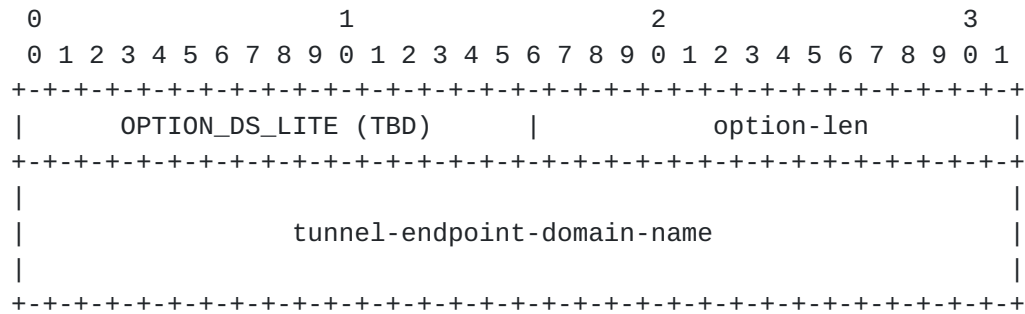 0                   1                   2                   3
 0 1 2 3 4 5 6 7 8 9 0 1 2 3 4 5 6 7 8 9 0 1 2 3 4 5 6 7 8 9 0 1
+-+-+-+-+-+-+-+-+-+-+-+-+-+-+-+-+-+-+-+-+-+-+-+-+-+-+-+-+-+-+-+-+
|      OPTION_DS_LITE (TBD)      |           option-len         |
+-+-+-+-+-+-+-+-+-+-+-+-+-+-+-+-+-+-+-+-+-+-+-+-+-+-+-+-+-+-+-+-+
|                                                               |
|                 tunnel-endpoint-domain-name                   |
|                                                               |
+-+-+-+-+-+-+-+-+-+-+-+-+-+-+-+-+-+-+-+-+-+-+-+-+-+-+-+-+-+-+-+-+